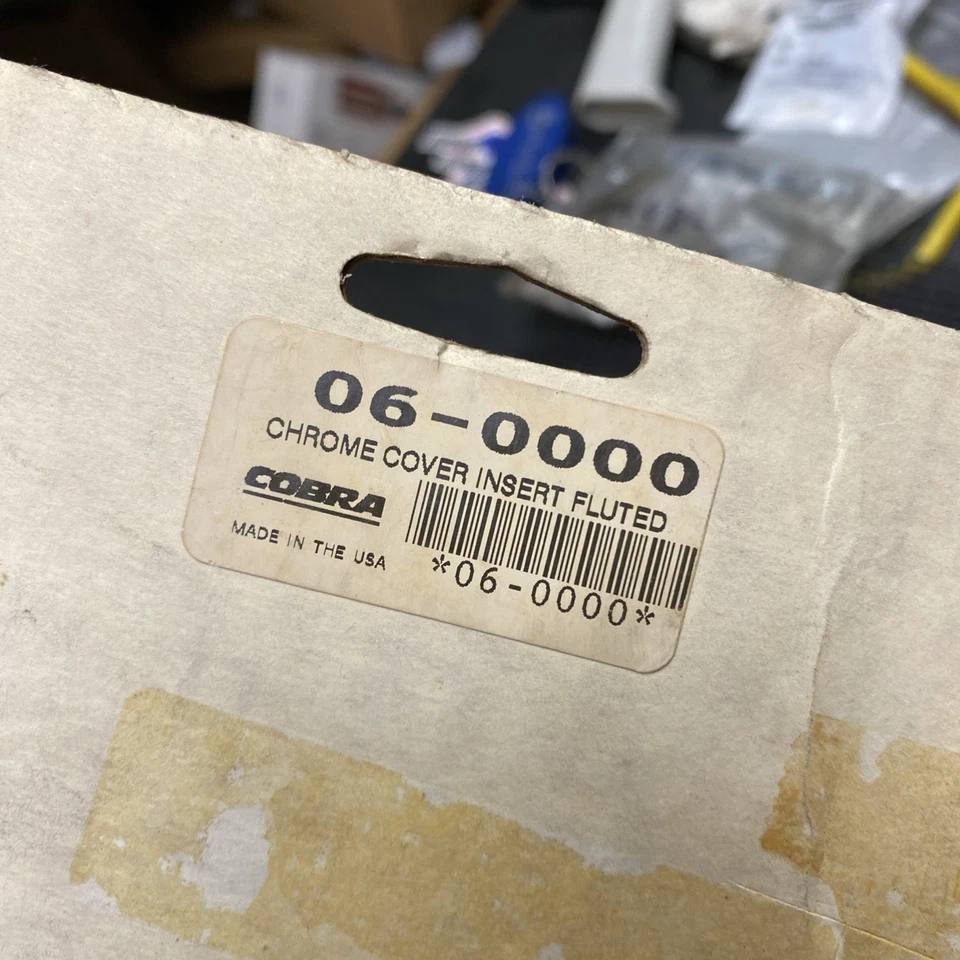 06-0000
CHROME COVER INSERT FLUTED
COBRA
MADE IN THE USA
*06-0000*